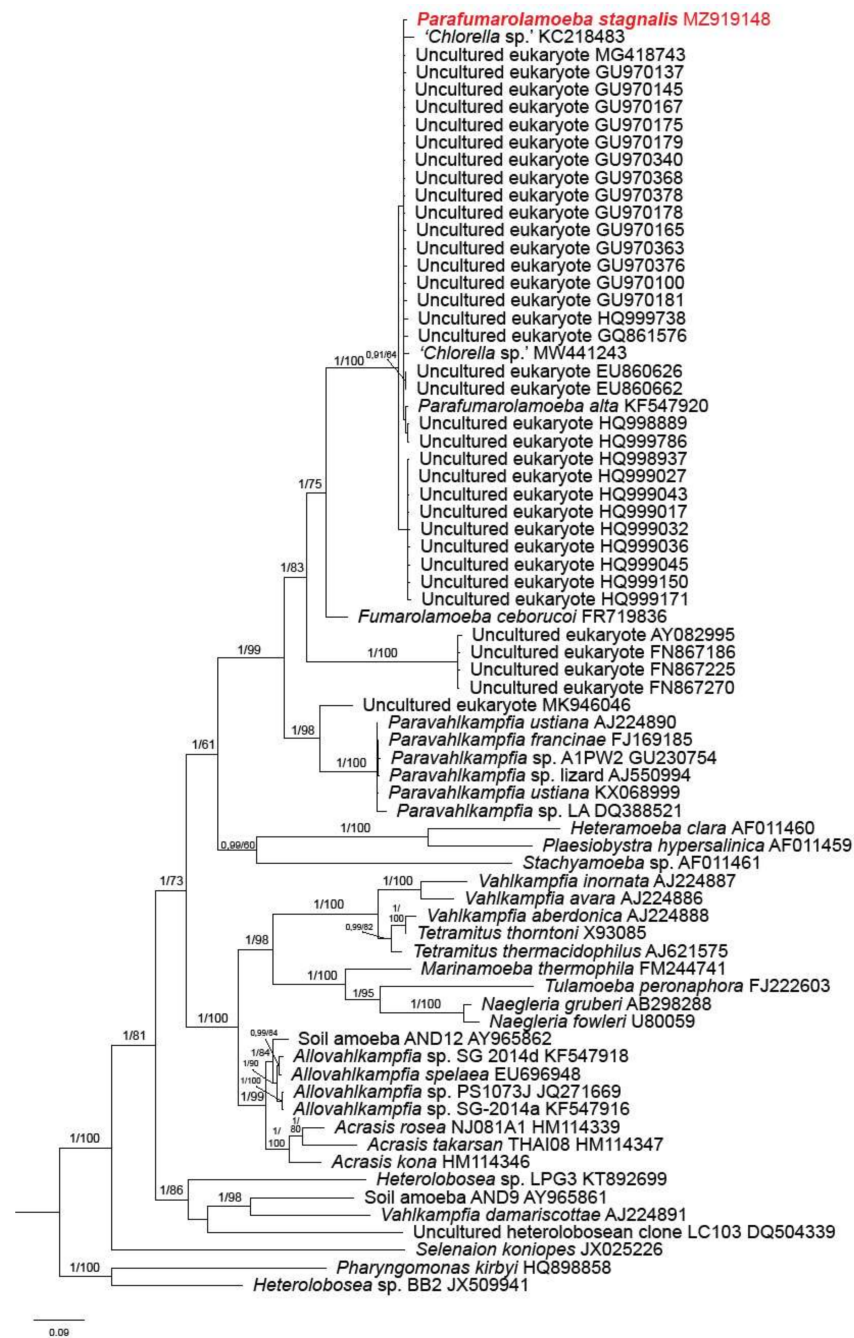 Parafumarolamoeba stagnalis MZ919148
‘Chlorella sp.’ KC218483
Uncultured eukaryote MG418743
Uncultured eukaryote GU970137
Uncultured eukaryote GU970145
Uncultured eukaryote GU970167
Uncultured eukaryote GU970175
Uncultured eukaryote GU970179
Uncultured eukaryote GU970340
Uncultured eukaryote GU970368
Uncultured eukaryote GU970378
Uncultured eukaryote GU970178
Uncultured eukaryote GU970165
Uncultured eukaryote GU970363
Uncultured eukaryote GU970376
Uncultured eukaryote GU970100
Uncultured eukaryote GU970181
Uncultured eukaryote HQ999738
Uncultured eukaryote GQ861576
‘Chlorella sp.’ MW441243
1/100 0,91/64
Uncultured eukaryote EU860626
Uncultured eukaryote EU860662
Parafumarolamoeba alta KF547920
Uncultured eukaryote HQ998889
Uncultured eukaryote HQ999786
Uncultured eukaryote HQ998937
Uncultured eukaryote HQ999027
1/75
Uncultured eukaryote HQ999043
Uncultured eukaryote HQ999017
Uncultured eukaryote HQ999032
Uncultured eukaryote HQ999036
Uncultured eukaryote HQ999045
1/83
Uncultured eukaryote HQ999150
Uncultured eukaryote HQ999171
Fumarolamoeba ceborucoi FR719836
Uncultured eukaryote AY082995
1/99
1/100
Uncultured eukaryote FN867186
Uncultured eukaryote FN867225
Uncultured eukaryote FN867270
Uncultured eukaryote MK946046
1/98
Paravahlkampfia ustiana AJ224890
Paravahlkampfia francinae FJ169185
1/61
1/100
Paravahlkampfia sp. A1PW2 GU230754
Paravahlkampfia sp. lizard AJ550994
Paravahlkampfia ustiana KX068999
Paravahlkampfia sp. LA DQ388521
1/100
Heteramoeba clara AF011460
0,99/60
Plaesiobystra hypersalinica AF011459
Stachyamoeba sp. AF011461
1/73
1/100
Vahlkampfia inornata AJ224887
Vahlkampfia avara AJ224886
1/100
1/
100
Vahlkampfia aberdonica AJ224888
0,99/82
Tetramitus thorntoni X93085
1/98
Tetramitus thermacidophilus AJ621575
1/100
Marinamoeba thermophila FM244741
Tulamoeba peronaphora FJ222603
1/95
1/100
Naegleria gruberi AB298288
Naegleria fowleri U80059
1/100
1/81
0,99/64
Soil amoeba AND12 AY965862
1/84
Allovahlkampfia sp. SG 2014d KF547918
1/90
Allovahlkampfia spelaea EU696948
1/100
Allovahlkampfia sp. PS1073J JQ271669
1/99
Allovahlkampfia sp. SG-2014a KF547916
1/
80
Acrasis rosea NJ081A1 HM114339
1/
100
Acrasis takarsan THAI08 HM114347
1/100
Acrasis kona HM114346
1/86
Heterolobosea sp. LPG3 KT892699
1/98
Soil amoeba AND9 AY965861
Vahlkampfia damariscottae AJ224891
Uncultured heterolobosean clone LC103 DQ504339
Selenaion koniopes JX025226
1/100
Pharyngomonas kirbyi HQ898858
Heterolobosea sp. BB2 JX509941
0.09